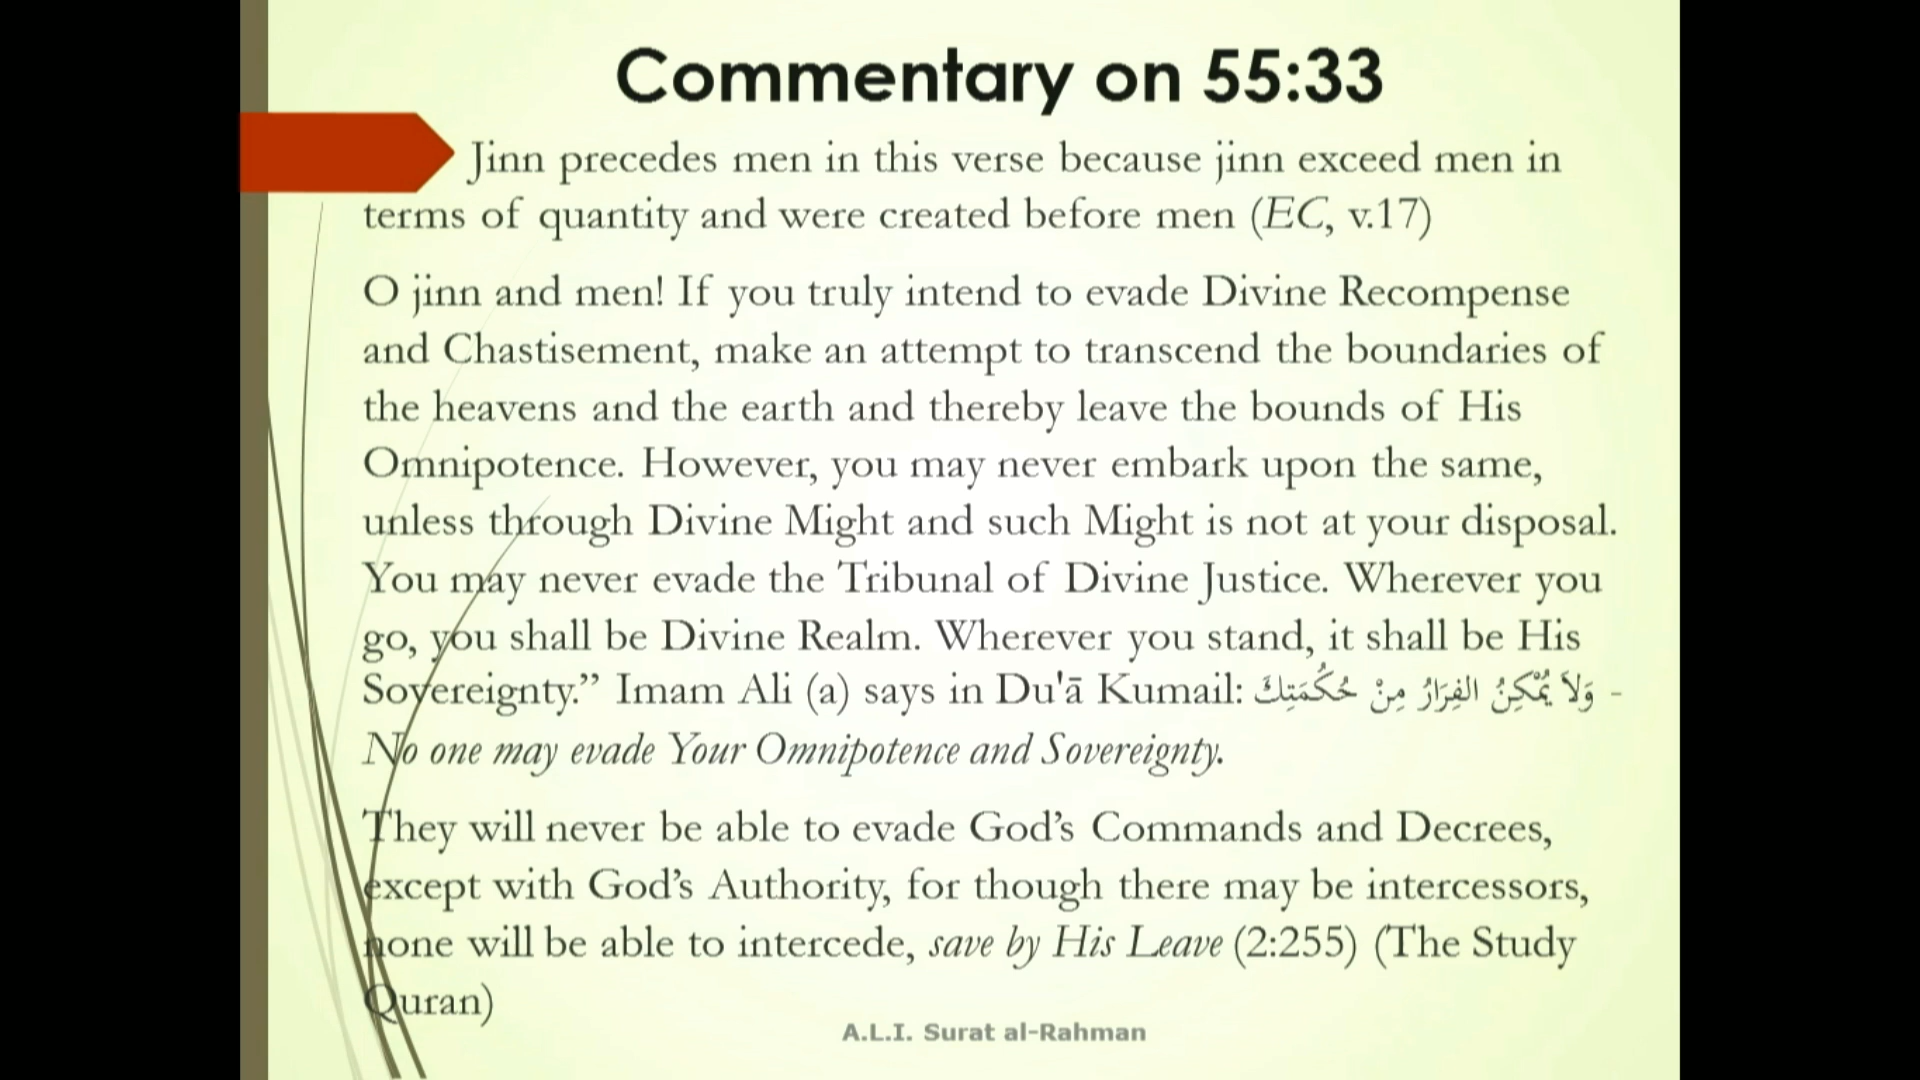 Commentary on 55:33
Jinn precedes men in this verse because jinn exceed men in
terms of quantity and were created before men (EC, v.17)
O jinn and men! If you truly intend to evade Divine Recompense
and Chastisement, make an attempt to transcend the boundaries of
the heavens and the earth and thereby leave the bounds of His
Omnipotence. However, you may never embark upon the same,
unless through Divine Might and such Might is not at your disposal.
You may never evade the Tribunal of Divine Justice. Wherever you
go, you shall be Divine Realm. Wherever you stand, it shall be His
Sovereignty.” Imam Ali (a) says in Du'ā Kumail: وَلاَ يُمْكِنُ الفِرَارُ مِنْ حُكُمَتِكَ -
No one may evade Your Omnipotence and Sovereignty.
They will never be able to evade God’s Commands and Decrees,
except with God’s Authority, for though there may be intercessors,
none will be able to intercede, save by His Leave (2:255) (The Study
Quran)
A.L.I. Surat al-Rahman